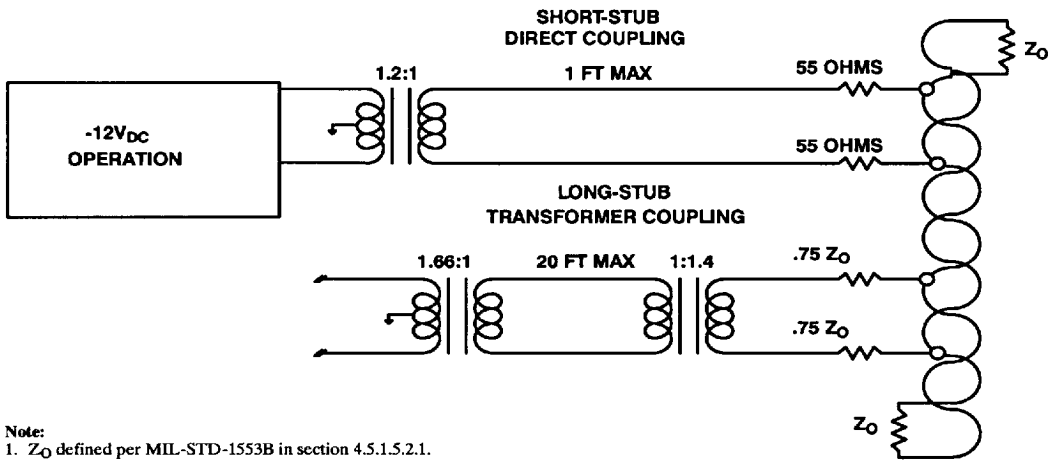 SHORT-STUB
DIRECT COUPLING
1.2:1
1 FT MAX
55 OHMS
ZO
-12VDC
OPERATION
55 OHMS
LONG-STUB
TRANSFORMER COUPLING
1.66:1
20 FT MAX
1:1.4
.75 ZO
.75 ZO
ZO
Note:
1. ZO defined per MIL-STD-1553B in section 4.5.1.5.2.1.